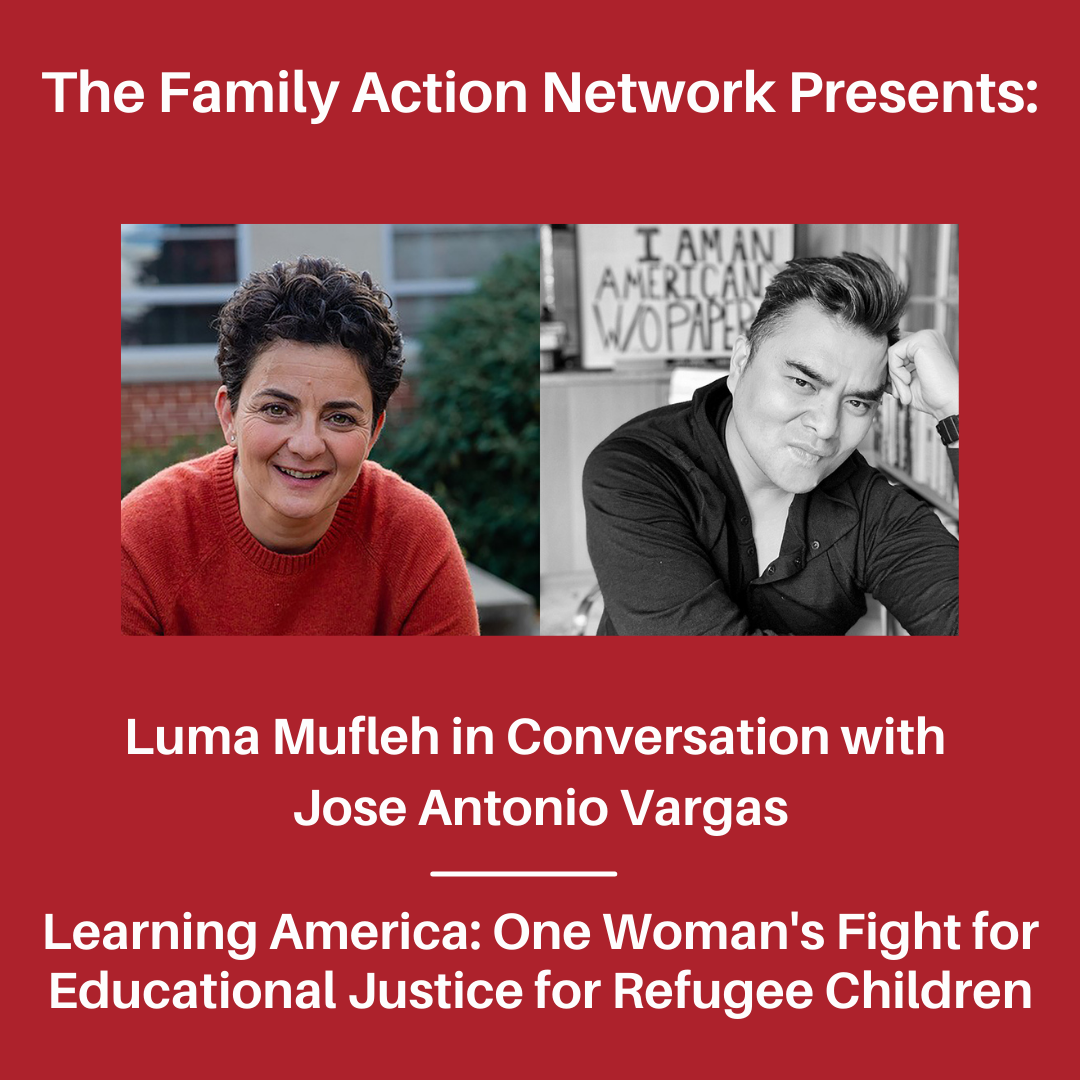 The Family Action Network Presents:
I AM AN
AMERICAN
W/O PAPER
Luma Mufleh in Conversation with
Jose Antonio Vargas
Learning America: One Woman's Fight for
Educational Justice for Refugee Children